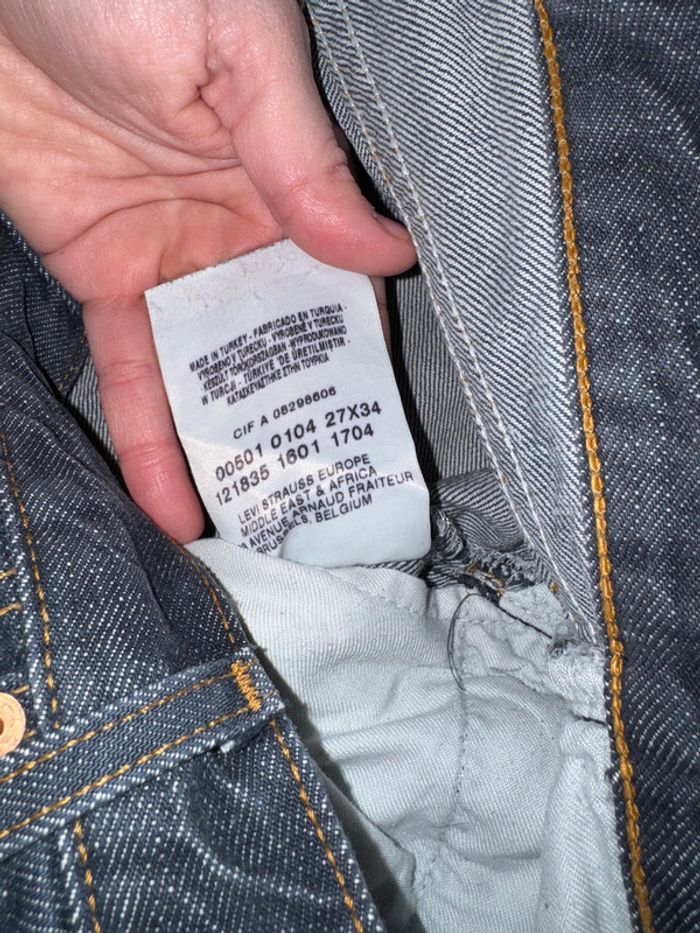 MADE IN TURKEY - FABRICADO EN TURQUIA -
VYROBENO V TURECKU - VYROBENÉ V TURECKU
KÉSZÜLT TÖRÖKORSZÁGBAN - WYPRODUKOWANO
W TURCJI - TÜRKİYE'DE ÜRETİLMİŞTİR -
ΚΑΤΑΣΚΕΥΑΣΤΗΚΕ ΣΤΗΝ ΤΟΥΡΚΙΑ
CIF A 08298606
00501 0104 27X34
121835 1601 1704
LEVI STRAUSS EUROPE
MIDDLE EAST & AFRICA
AVENUE ARNAUD FRAITEUR
BRUSSELS, BELGIUM